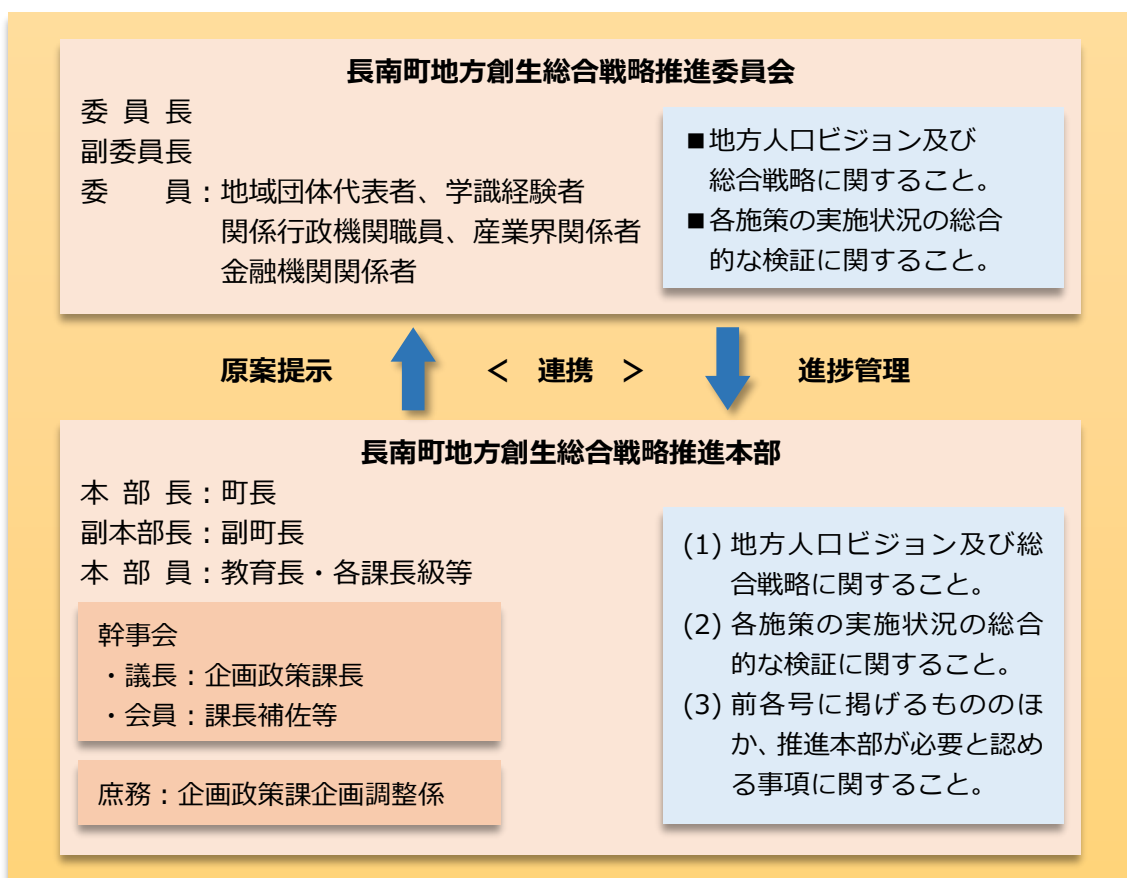 長南町地方創生総合戦略推進委員会
委 員 長
副委員長
委　　員：地域団体代表者、学識経験者
関係行政機関職員、産業界関係者
金融機関関係者
■地方人口ビジョン及び
総合戦略に関すること。
■各施策の実施状況の総合
的な検証に関すること。
原案提示 ＜ 連携 ＞ 進捗管理
長南町地方創生総合戦略推進本部
本 部 長：町長
副本部長：副町長
本 部 員：教育長・各課長級等
幹事会
・議長：企画政策課長
・会員：課長補佐等
庶務：企画政策課企画調整係
(1) 地方人口ビジョン及び総
合戦略に関すること。
(2) 各施策の実施状況の総合
的な検証に関すること。
(3) 前各号に掲げるもののほ
か、推進本部が必要と認め
る事項に関すること。